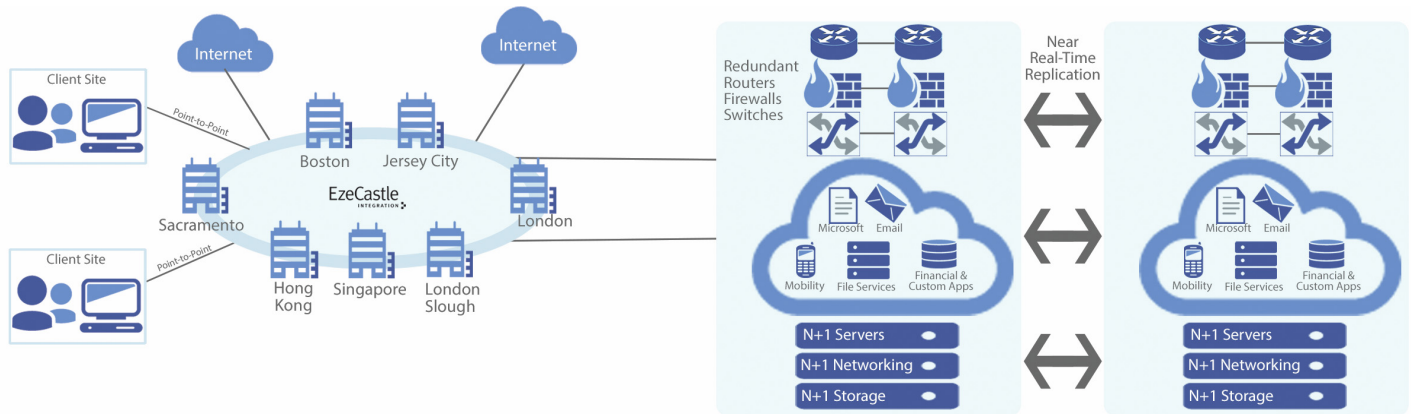 Client Site
Point-to-Point
Internet
Internet
Boston
Jersey City
Sacramento
EzeCastle
INTEGRATION
London
Hong
Kong
Singapore
London
Slough
Client Site
Point-to-Point
Redundant
Routers
Firewalls
Switches
Microsoft
Email
Mobility
File Services
Financial &
Custom Apps
N+1 Servers
N+1 Networking
N+1 Storage
Near
Real-Time
Replication
Microsoft
Email
Mobility
File Services
Financial &
Custom Apps
N+1 Servers
N+1 Networking
N+1 Storage